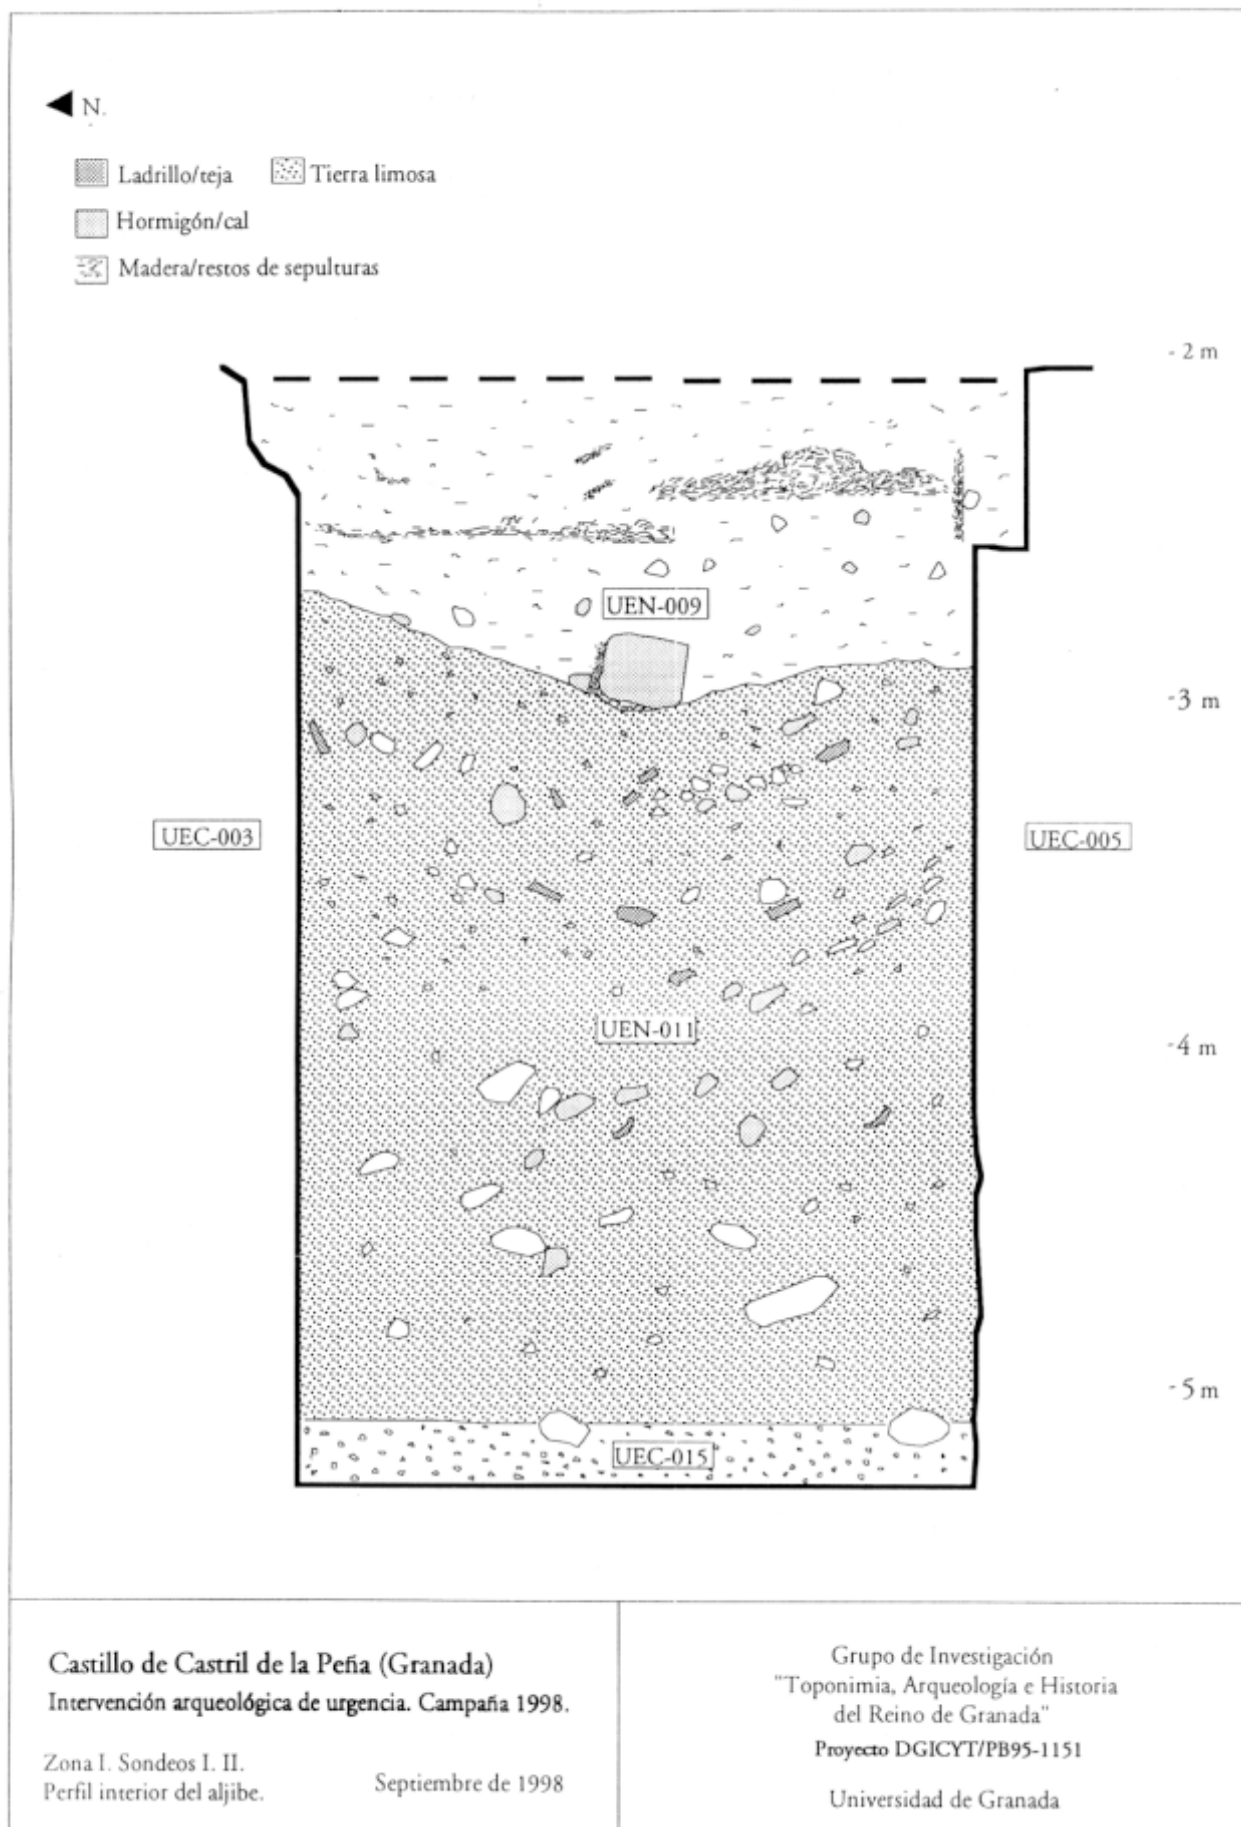 N.
Ladrillo/teja
Tierra limosa
Hormigón/cal
Madera/restos de sepulturas
- 2 m
UEN-009
-3 m
UEC-003
UEC-005
UEN-011
-4 m
-5 m
UEC-015
Castillo de Castril de la Peña (Granada)
Intervención arqueológica de urgencia. Campaña 1998.
Zona I. Sondeos I. II.
Perfil interior del aljibe.
Septiembre de 1998
Grupo de Investigación
"Toponimia, Arqueología e Historia
del Reino de Granada"
Proyecto DGICYT/PB95-1151
Universidad de Granada